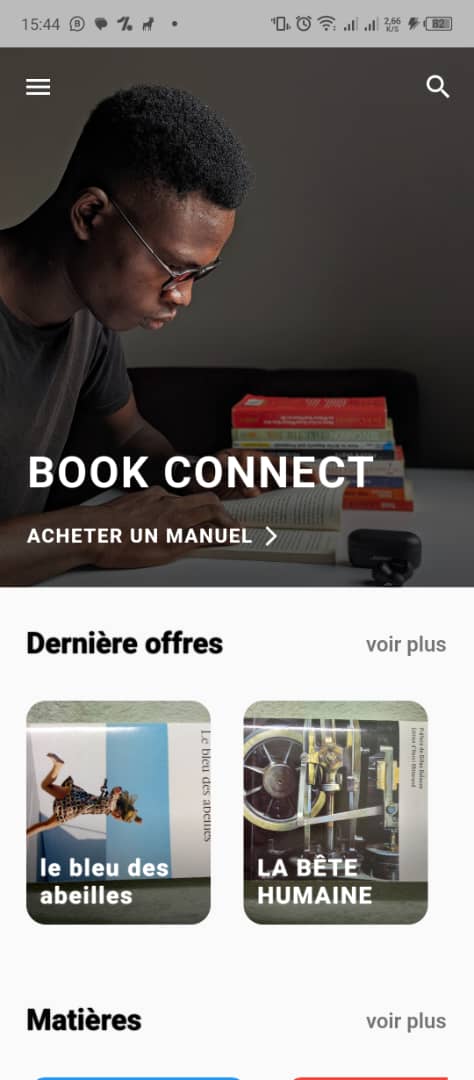 15:44
2,66
K/S
82
BOOK CONNECT
ACHETER UN MANUEL
Dernière offres
voir plus
Le bleu des abeilles
le bleu des
abeilles
LA BÊTE
HUMAINE
Matières
voir plus